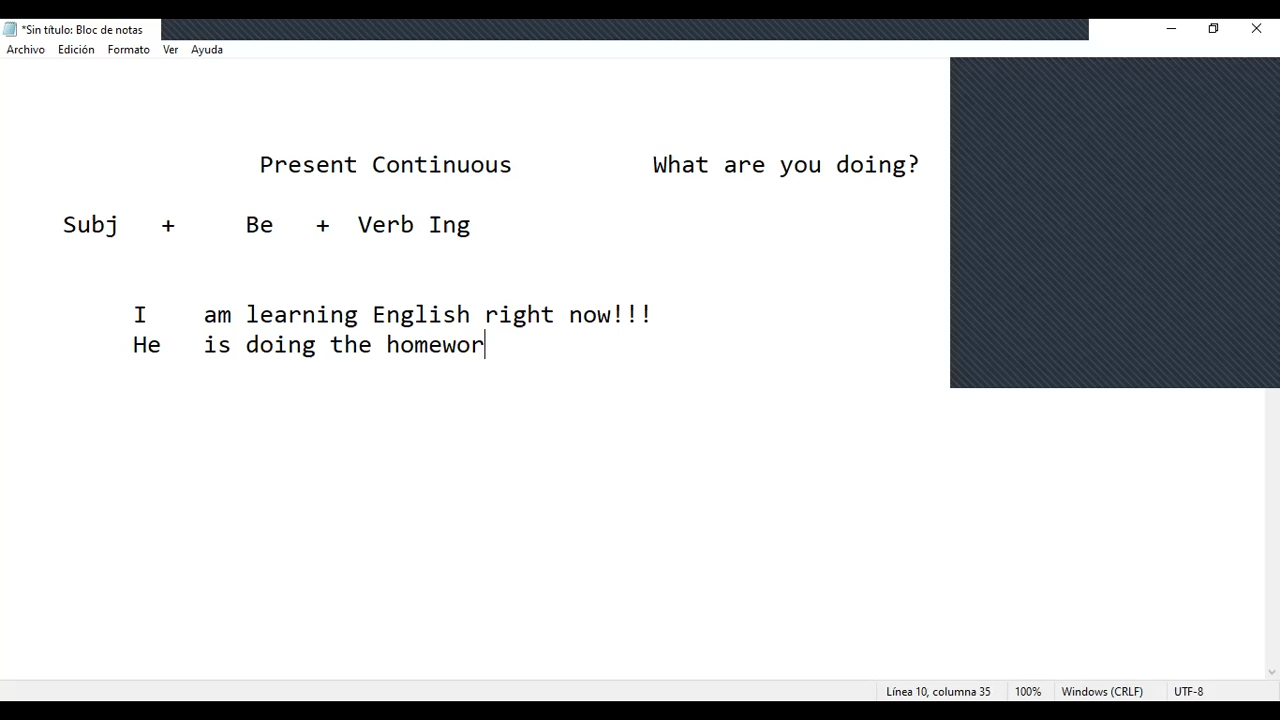 *Sin título: Bloc de notas
Archivo Edición Formato Ver Ayuda
Present Continuous What are you doing?
Subj + Be + Verb Ing
I am learning English right now!!!
He is doing the homewor
Línea 10, columna 35 100% Windows (CRLF) UTF-8